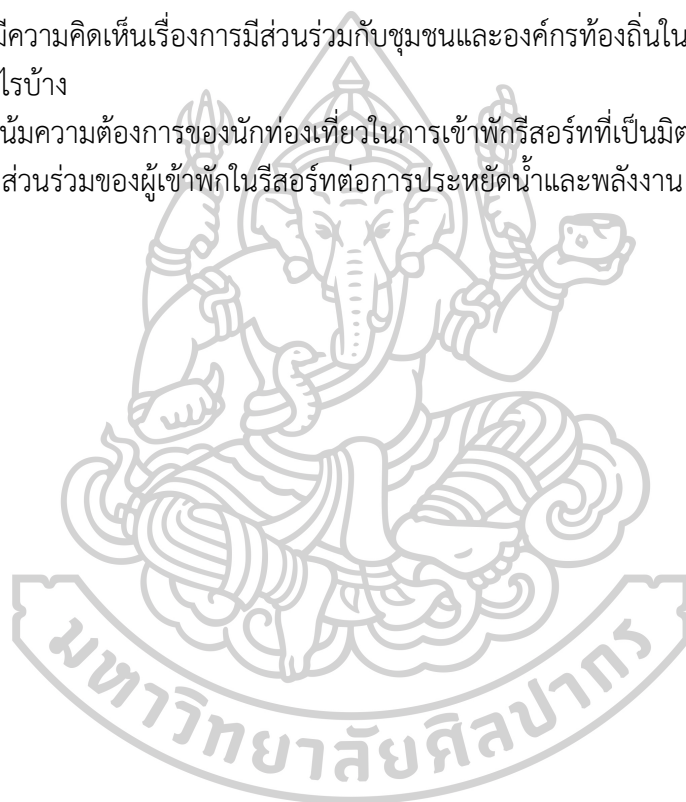 มีความคิดเห็นเรื่องการมีส่วนร่วมกับชุมชนและองค์กรท้องถิ่นใน
ไรบ้าง
น้มความต้องการของนักท่องเที่ยวในการเข้าพักรีสอร์ทที่เป็นมิต
ส่วนร่วมของผู้เข้าพักในรีสอร์ทต่อการประหยัดน้ำและพลังงาน
มหาวิทยาลัยศิลปากร